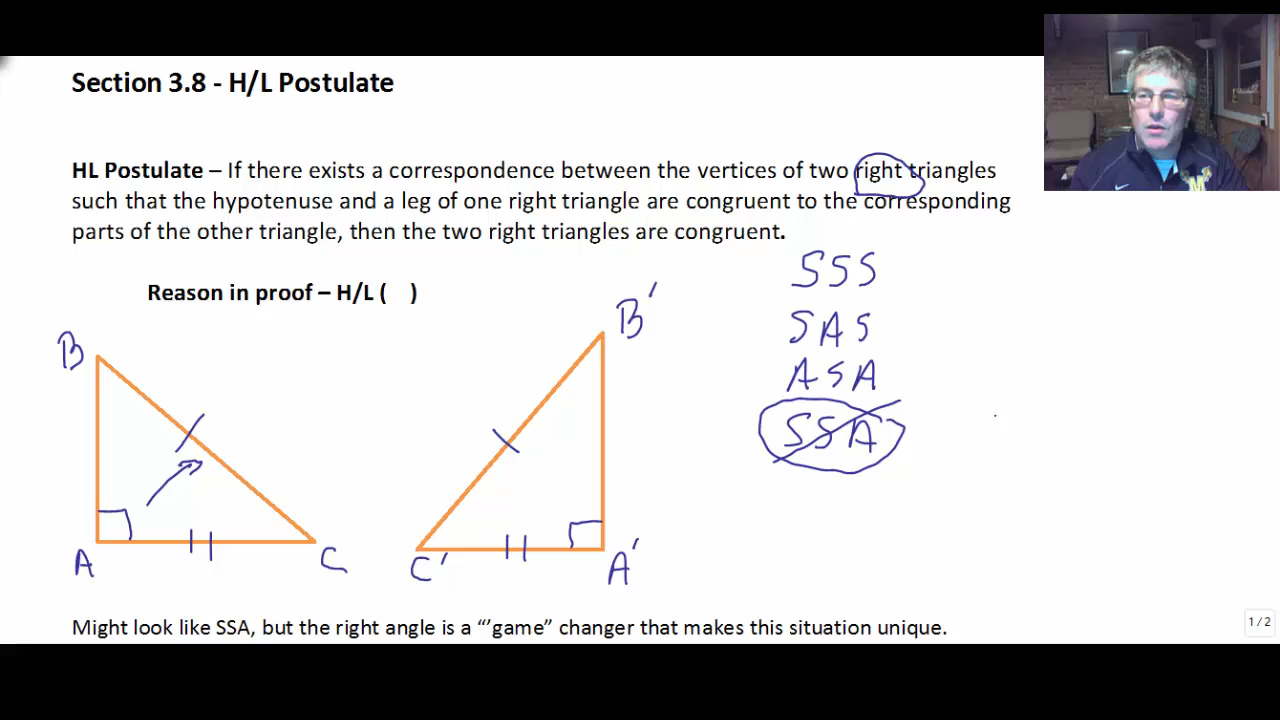 Section 3.8 - H/L Postulate
HL Postulate – If there exists a correspondence between the vertices of two right triangles
such that the hypotenuse and a leg of one right triangle are congruent to the corresponding
parts of the other triangle, then the two right triangles are congruent.
SSS
Reason in proof – H/L ( )
B'
SAS
B
ASA
SSA
A
C
C'
A'
Might look like SSA, but the right angle is a “’game” changer that makes this situation unique.
1 / 2